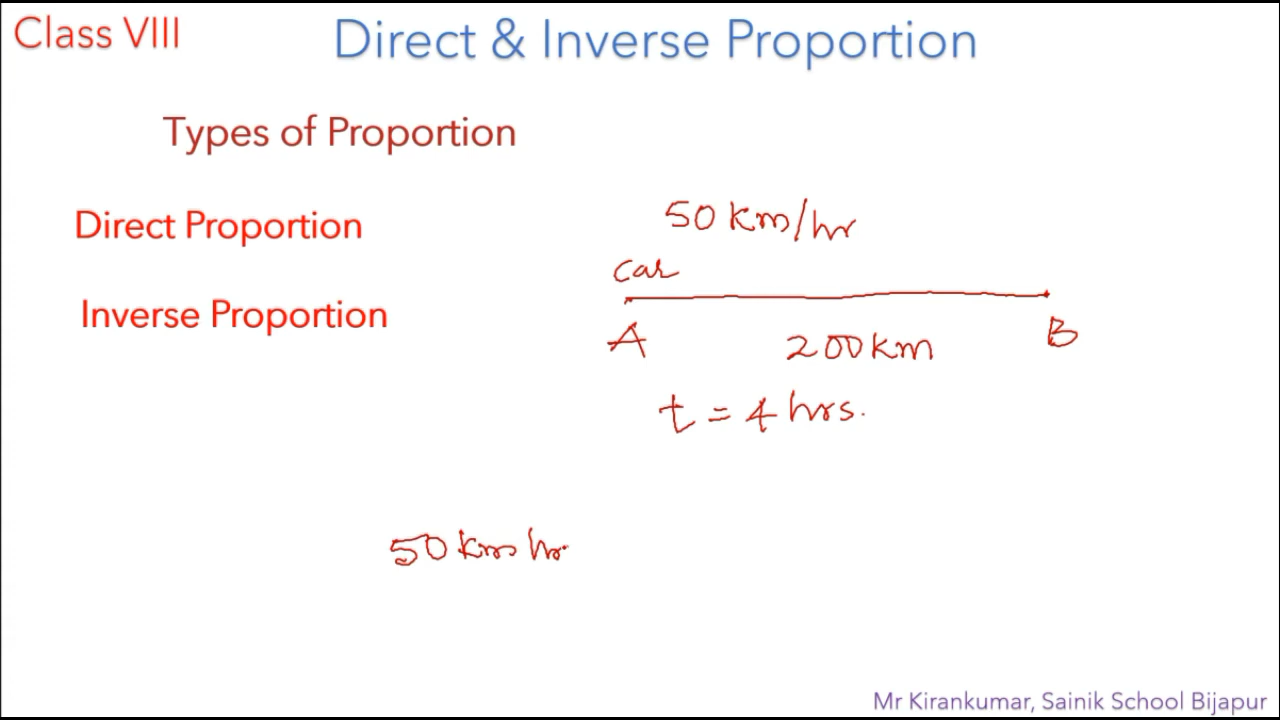 Class VIII
Direct & Inverse Proportion
Types of Proportion
Direct Proportion
50 km/hr
Car
Inverse Proportion
A
200 km
B
t = 4 hrs.
50 km hr
Mr Kirankumar, Sainik School Bijapur